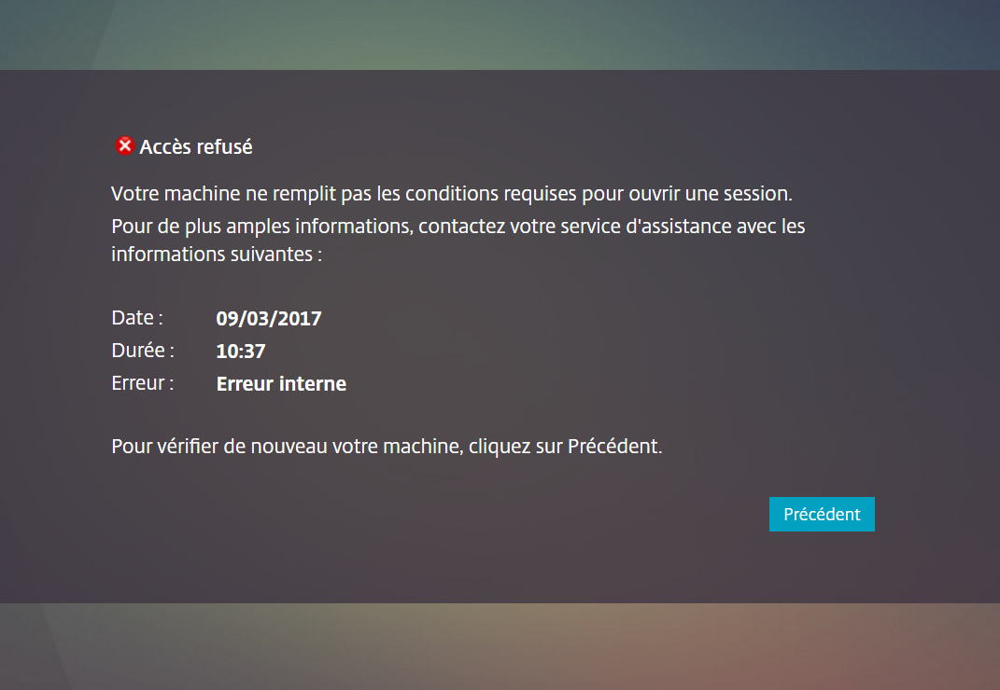 Accès refusé
Votre machine ne remplit pas les conditions requises pour ouvrir une session.
Pour de plus amples informations, contactez votre service d'assistance avec les
informations suivantes :
Date : 09/03/2017
Durée : 10:37
Erreur : Erreur interne
Pour vérifier de nouveau votre machine, cliquez sur Précédent.
Précédent